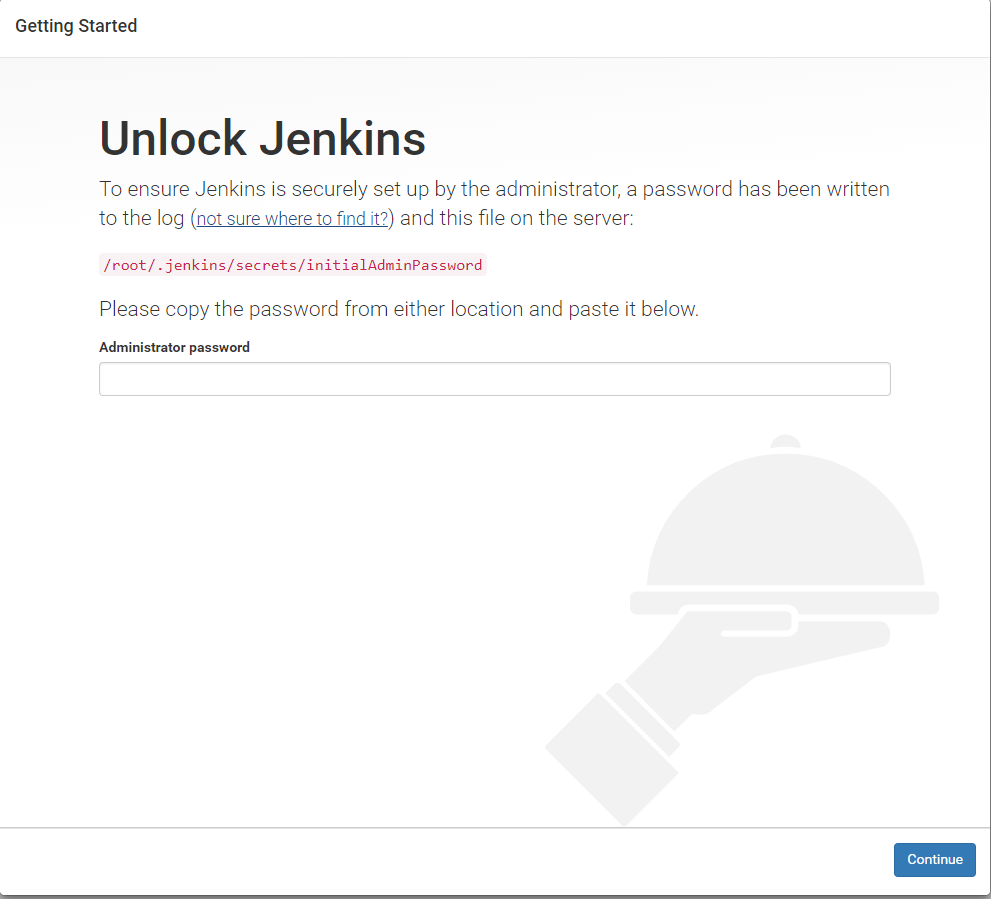 Getting Started
Unlock Jenkins
To ensure Jenkins is securely set up by the administrator, a password has been written
to the log (not sure where to find it?) and this file on the server:
/root/.jenkins/secrets/initialAdminPassword
Please copy the password from either location and paste it below.
Administrator password
Continue